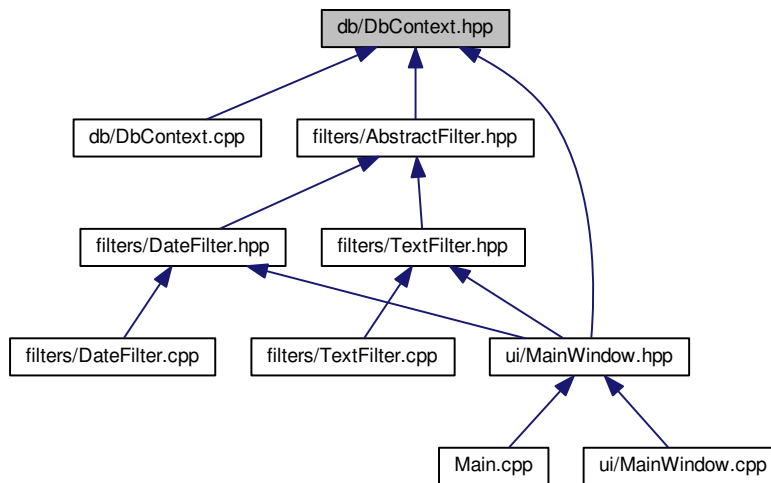 db/DbContext.hpp
db/DbContext.cpp
filters/AbstractFilter.hpp
filters/DateFilter.hpp
filters/TextFilter.hpp
filters/DateFilter.cpp
filters/TextFilter.cpp
ui/MainWindow.hpp
Main.cpp
ui/MainWindow.cpp